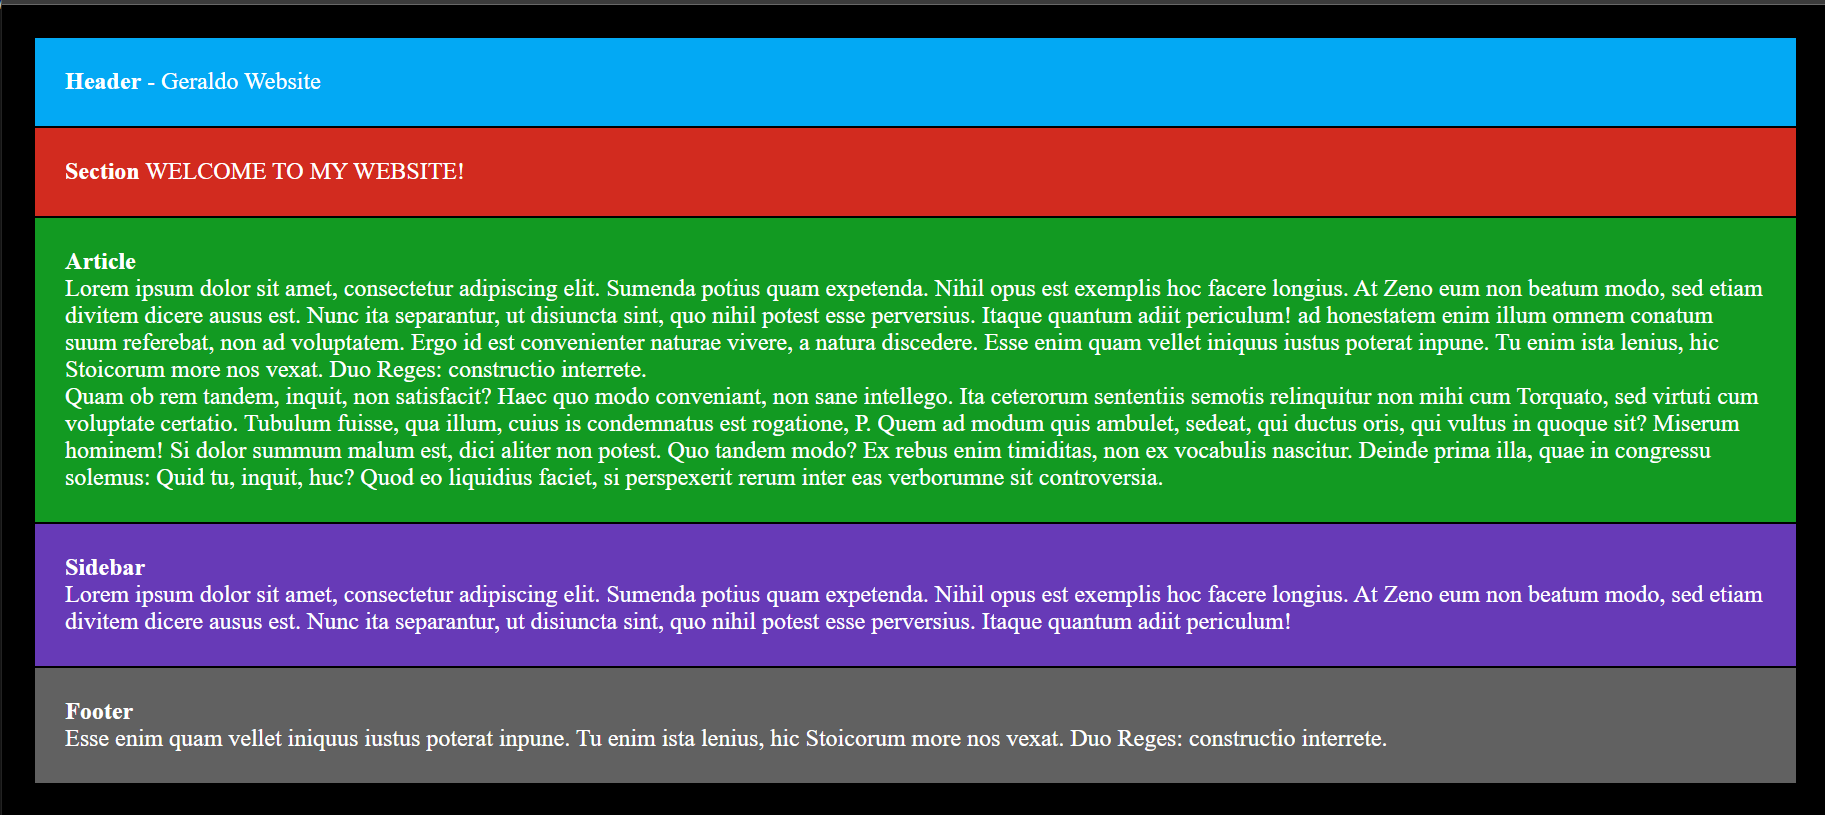 Header - Geraldo Website
Section WELCOME TO MY WEBSITE!
Article
Lorem ipsum dolor sit amet, consectetur adipiscing elit. Sumenda potius quam expetenda. Nihil opus est exemplis hoc facere longius. At Zeno eum non beatum modo, sed etiam
divitem dicere ausus est. Nunc ita separantur, ut disiuncta sint, quo nihil potest esse perversius. Itaque quantum adiit periculum! ad honestatem enim illum omnem conatum
suum referebat, non ad voluptatem. Ergo id est convenienter naturae vivere, a natura discedere. Esse enim quam vellet iniquus iustus poterat inpune. Tu enim ista lenius, hic
Stoicorum more nos vexat. Duo Reges: constructio interrete.
Quam ob rem tandem, inquit, non satisfacit? Haec quo modo conveniant, non sane intellego. Ita ceterorum sententiis semotis relinquitur non mihi cum Torquato, sed virtuti cum
voluptate certatio. Tubulum fuisse, qua illum, cuius is condemnatus est rogatione, P. Quem ad modum quis ambulet, sedeat, qui ductus oris, qui vultus in quoque sit? Miserum
hominem! Si dolor summum malum est, dici aliter non potest. Quo tandem modo? Ex rebus enim timiditas, non ex vocabulis nascitur. Deinde prima illa, quae in congressu
solemus: Quid tu, inquit, huc? Quod eo liquidius faciet, si perspexerit rerum inter eas verborumne sit controversia.
Sidebar
Lorem ipsum dolor sit amet, consectetur adipiscing elit. Sumenda potius quam expetenda. Nihil opus est exemplis hoc facere longius. At Zeno eum non beatum modo, sed etiam
divitem dicere ausus est. Nunc ita separantur, ut disiuncta sint, quo nihil potest esse perversius. Itaque quantum adiit periculum!
Footer
Esse enim quam vellet iniquus iustus poterat inpune. Tu enim ista lenius, hic Stoicorum more nos vexat. Duo Reges: constructio interrete.